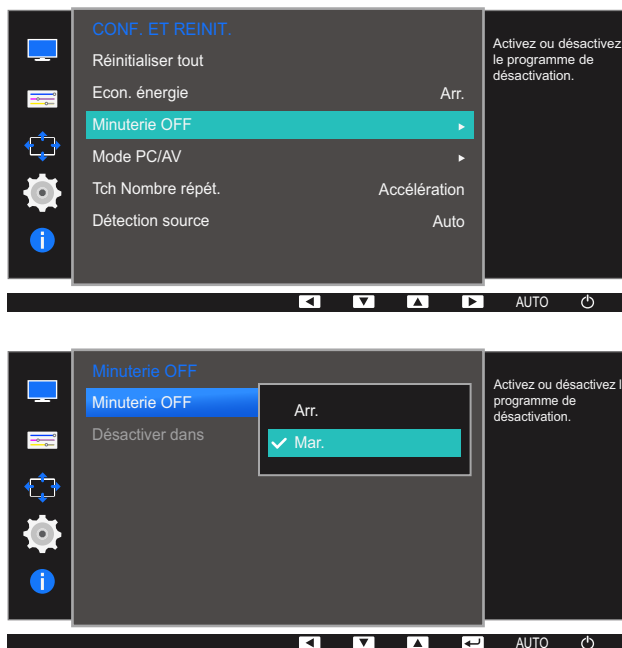 CONF. ET REINIT.
Réinitialiser tout
Econ. énergie Arr.
Minuterie OFF
Mode PC/AV
Tch Nombre répét. Accélération
Détection source Auto
Activez ou désactivez
le programme de
désactivation.
AUTO
Minuterie OFF
Minuterie OFF
Désactiver dans
Arr.
Mar.
Activez ou désactivez l
programme de
désactivation.
AUTO